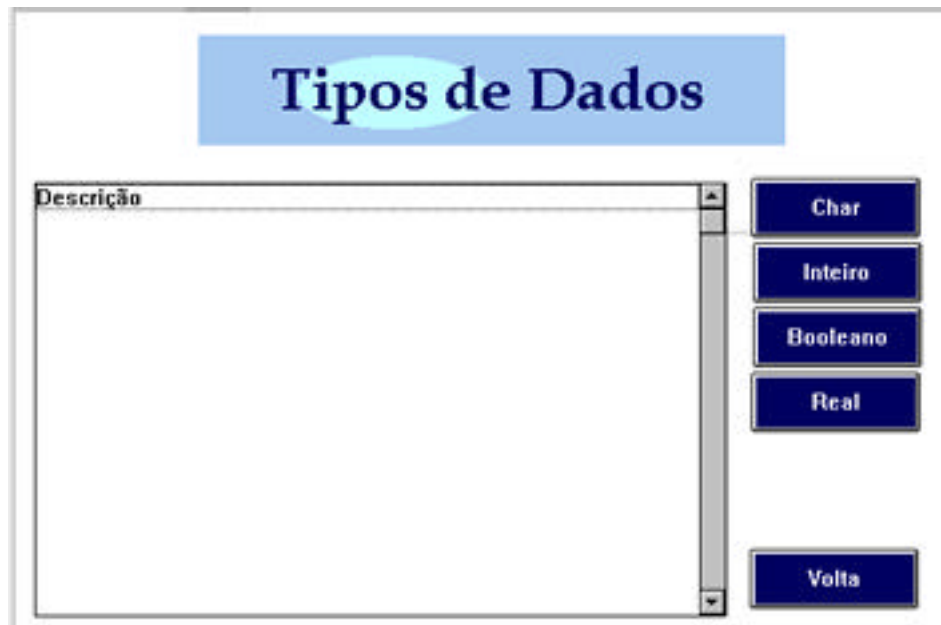 Tipos de Dados
Descrição
Char
Inteiro
Booleano
Real
Volta